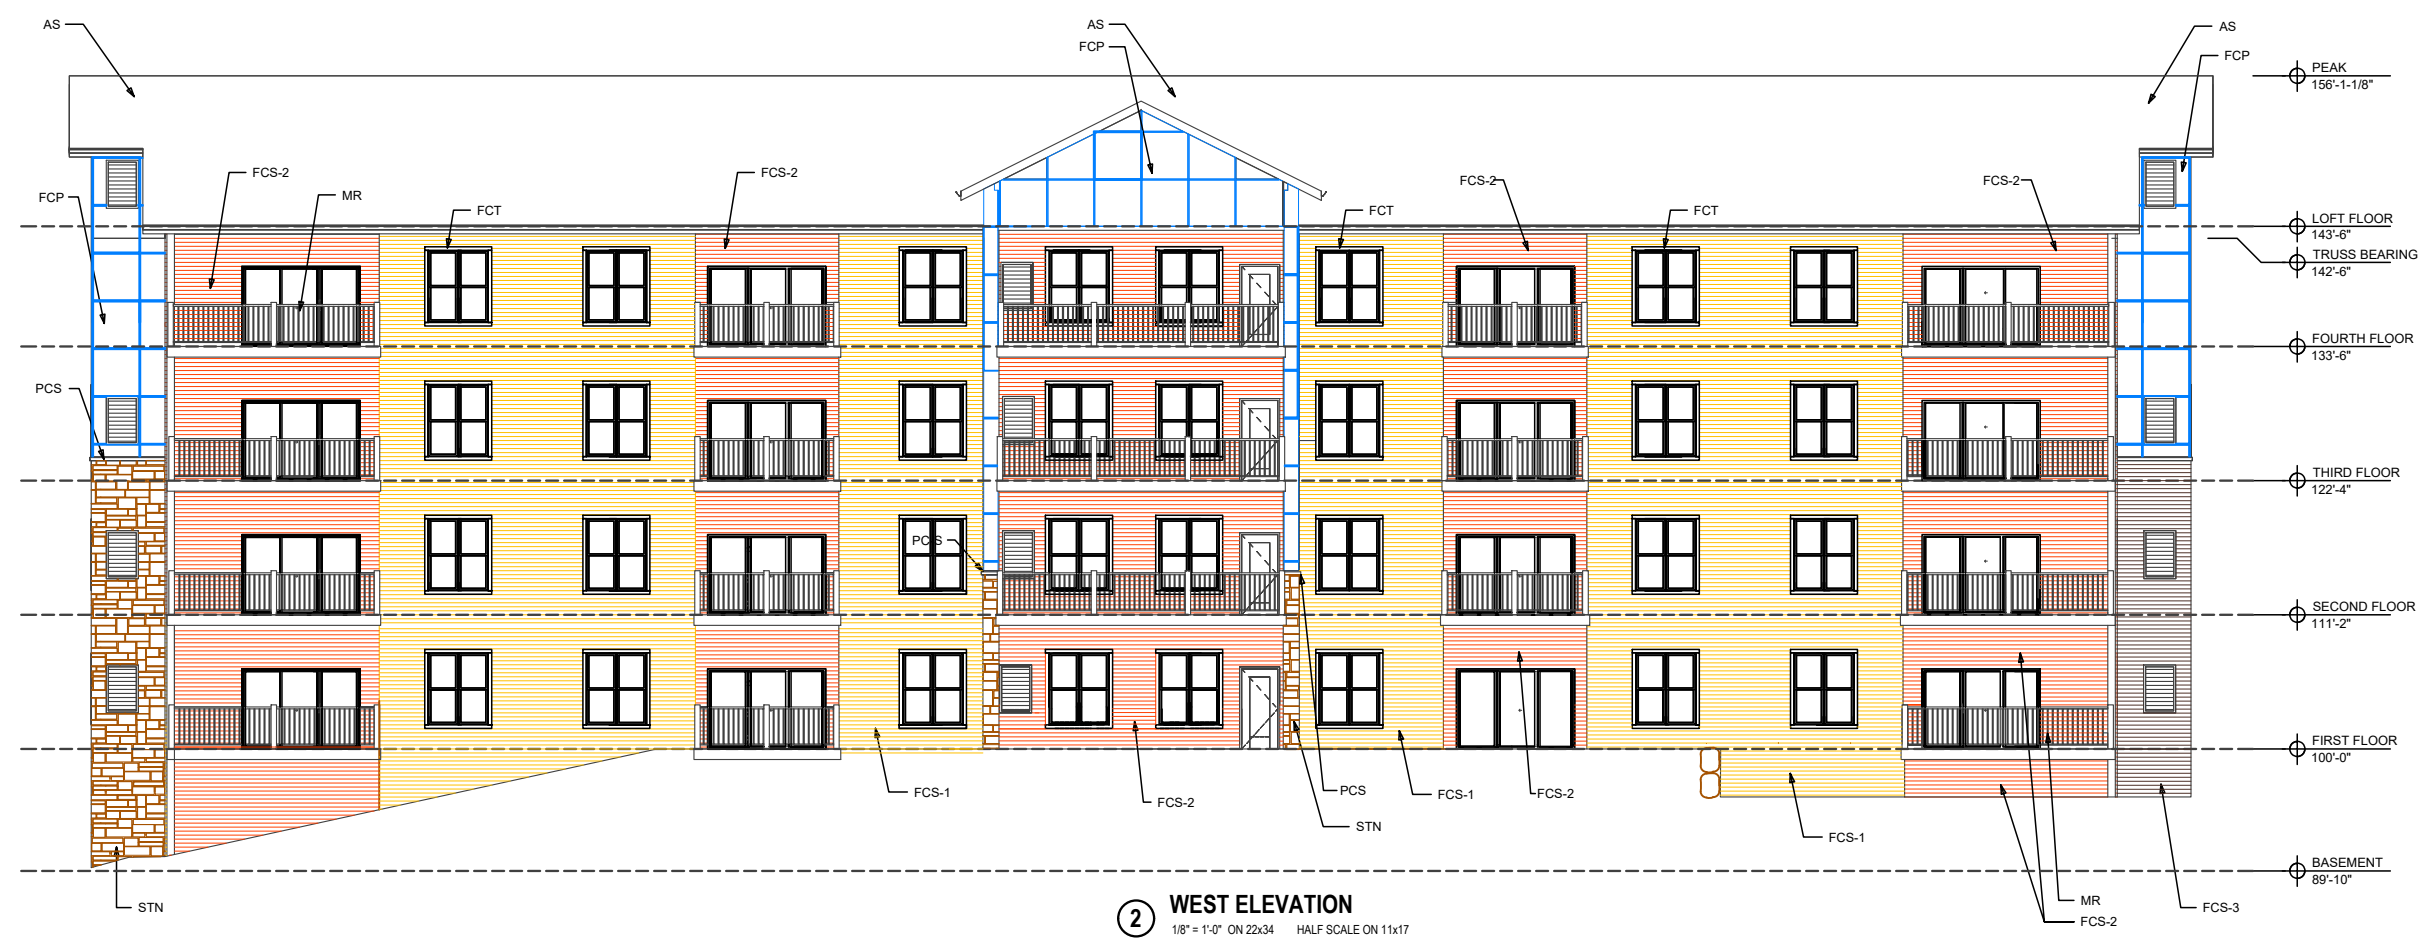 AS
AS
AS
FCP
FCP
PEAK
156'-1-1/8"
FCS-2
FCS-2
FCS-2
FCS-2
MR
FCP
FCT
FCT
FCT
LOFT FLOOR
143'-6"
TRUSS BEARING
142'-6"
FOURTH FLOOR
133'-6"
PCS
THIRD FLOOR
122'-4"
PCS
SECOND FLOOR
111'-2"
FIRST FLOOR
100'-0"
FCS-1
FCS-2
PCS
FCS-1
FCS-2
STN
FCS-1
BASEMENT
89'-10"
STN
MR
FCS-2
FCS-3
2
WEST ELEVATION
1/8" = 1'-0" ON 22x34 HALF SCALE ON 11x17